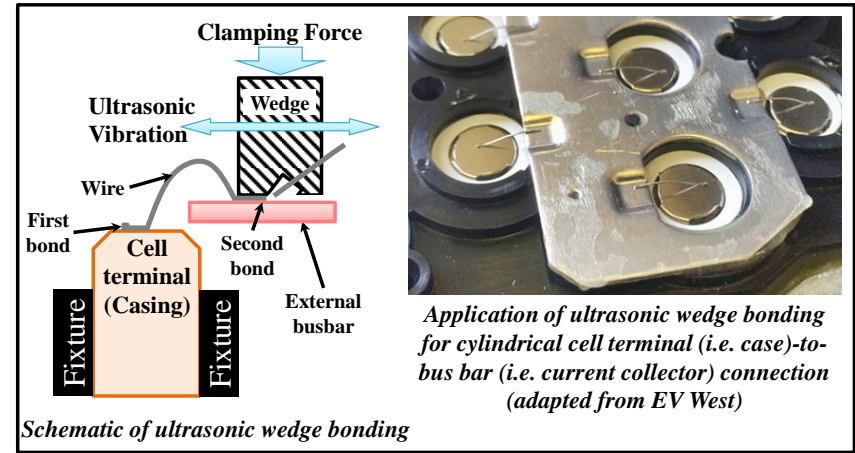 Clamping Force
Wedge
Ultrasonic
Vibration
Wire
First
bond
Second
bond
Cell
terminal
(Casing)
External
busbar
Fixture
Fixture
Schematic of ultrasonic wedge bonding
Application of ultrasonic wedge bonding
for cylindrical cell terminal (i.e. case)-to-
bus bar (i.e. current collector) connection
(adapted from EV West)